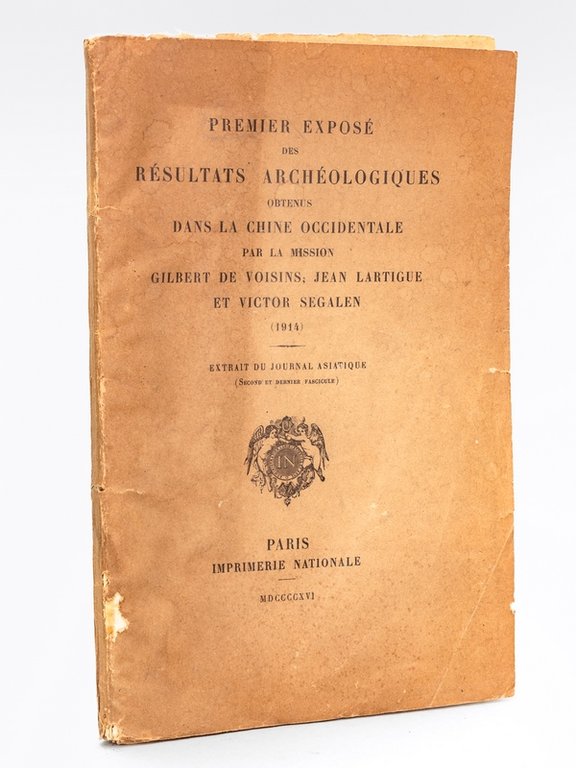 PREMIER EXPOSÉ
DES
RÉSULTATS ARCHÉOLOGIQUES
OBTENUS
DANS LA CHINE OCCIDENTALE
PAR LA MISSION
GILBERT DE VOISINS, JEAN LARTIGUE
ET VICTOR SEGALEN
(1914)
EXTRAIT DU JOURNAL ASIATIQUE
(SECOND ET DERNIER FASCICULE)
IN
PARIS
IMPRIMERIE NATIONALE
MDCCCCXVI